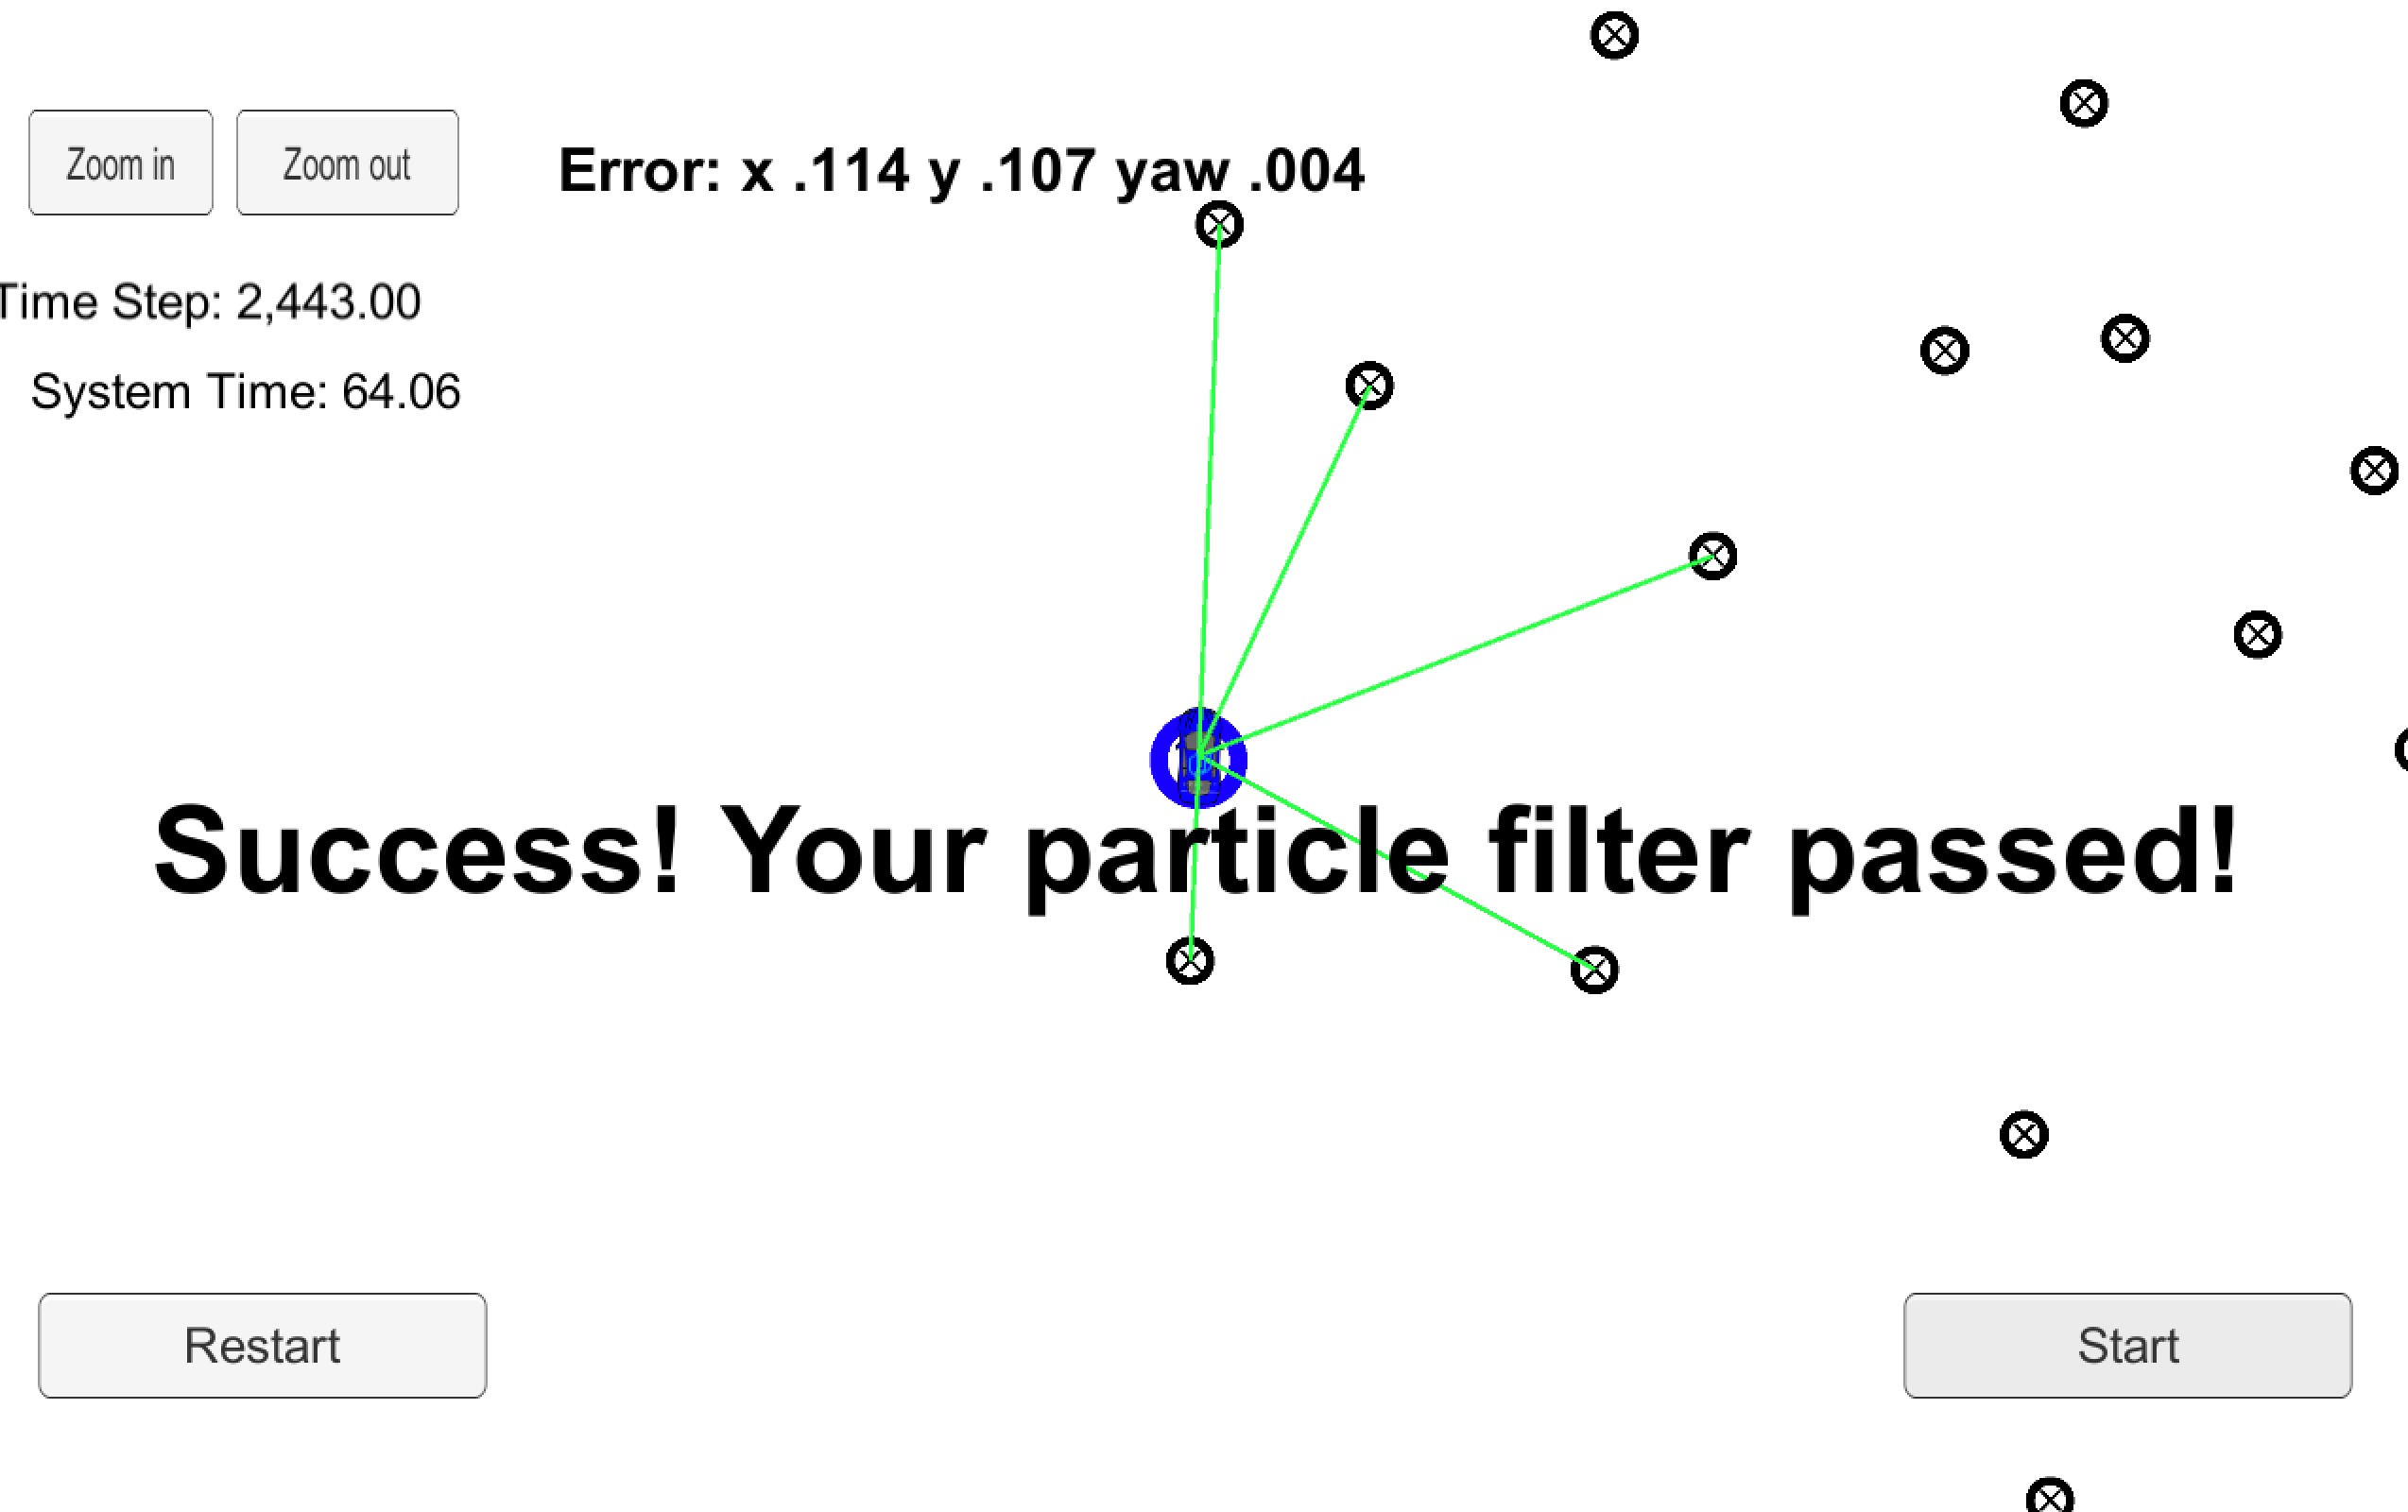 Zoom in
Zoom out
Error: x .114 y .107 yaw .004
Time Step: 2,443.00
System Time: 64.06
Success! Your particle filter passed!
Restart
Start